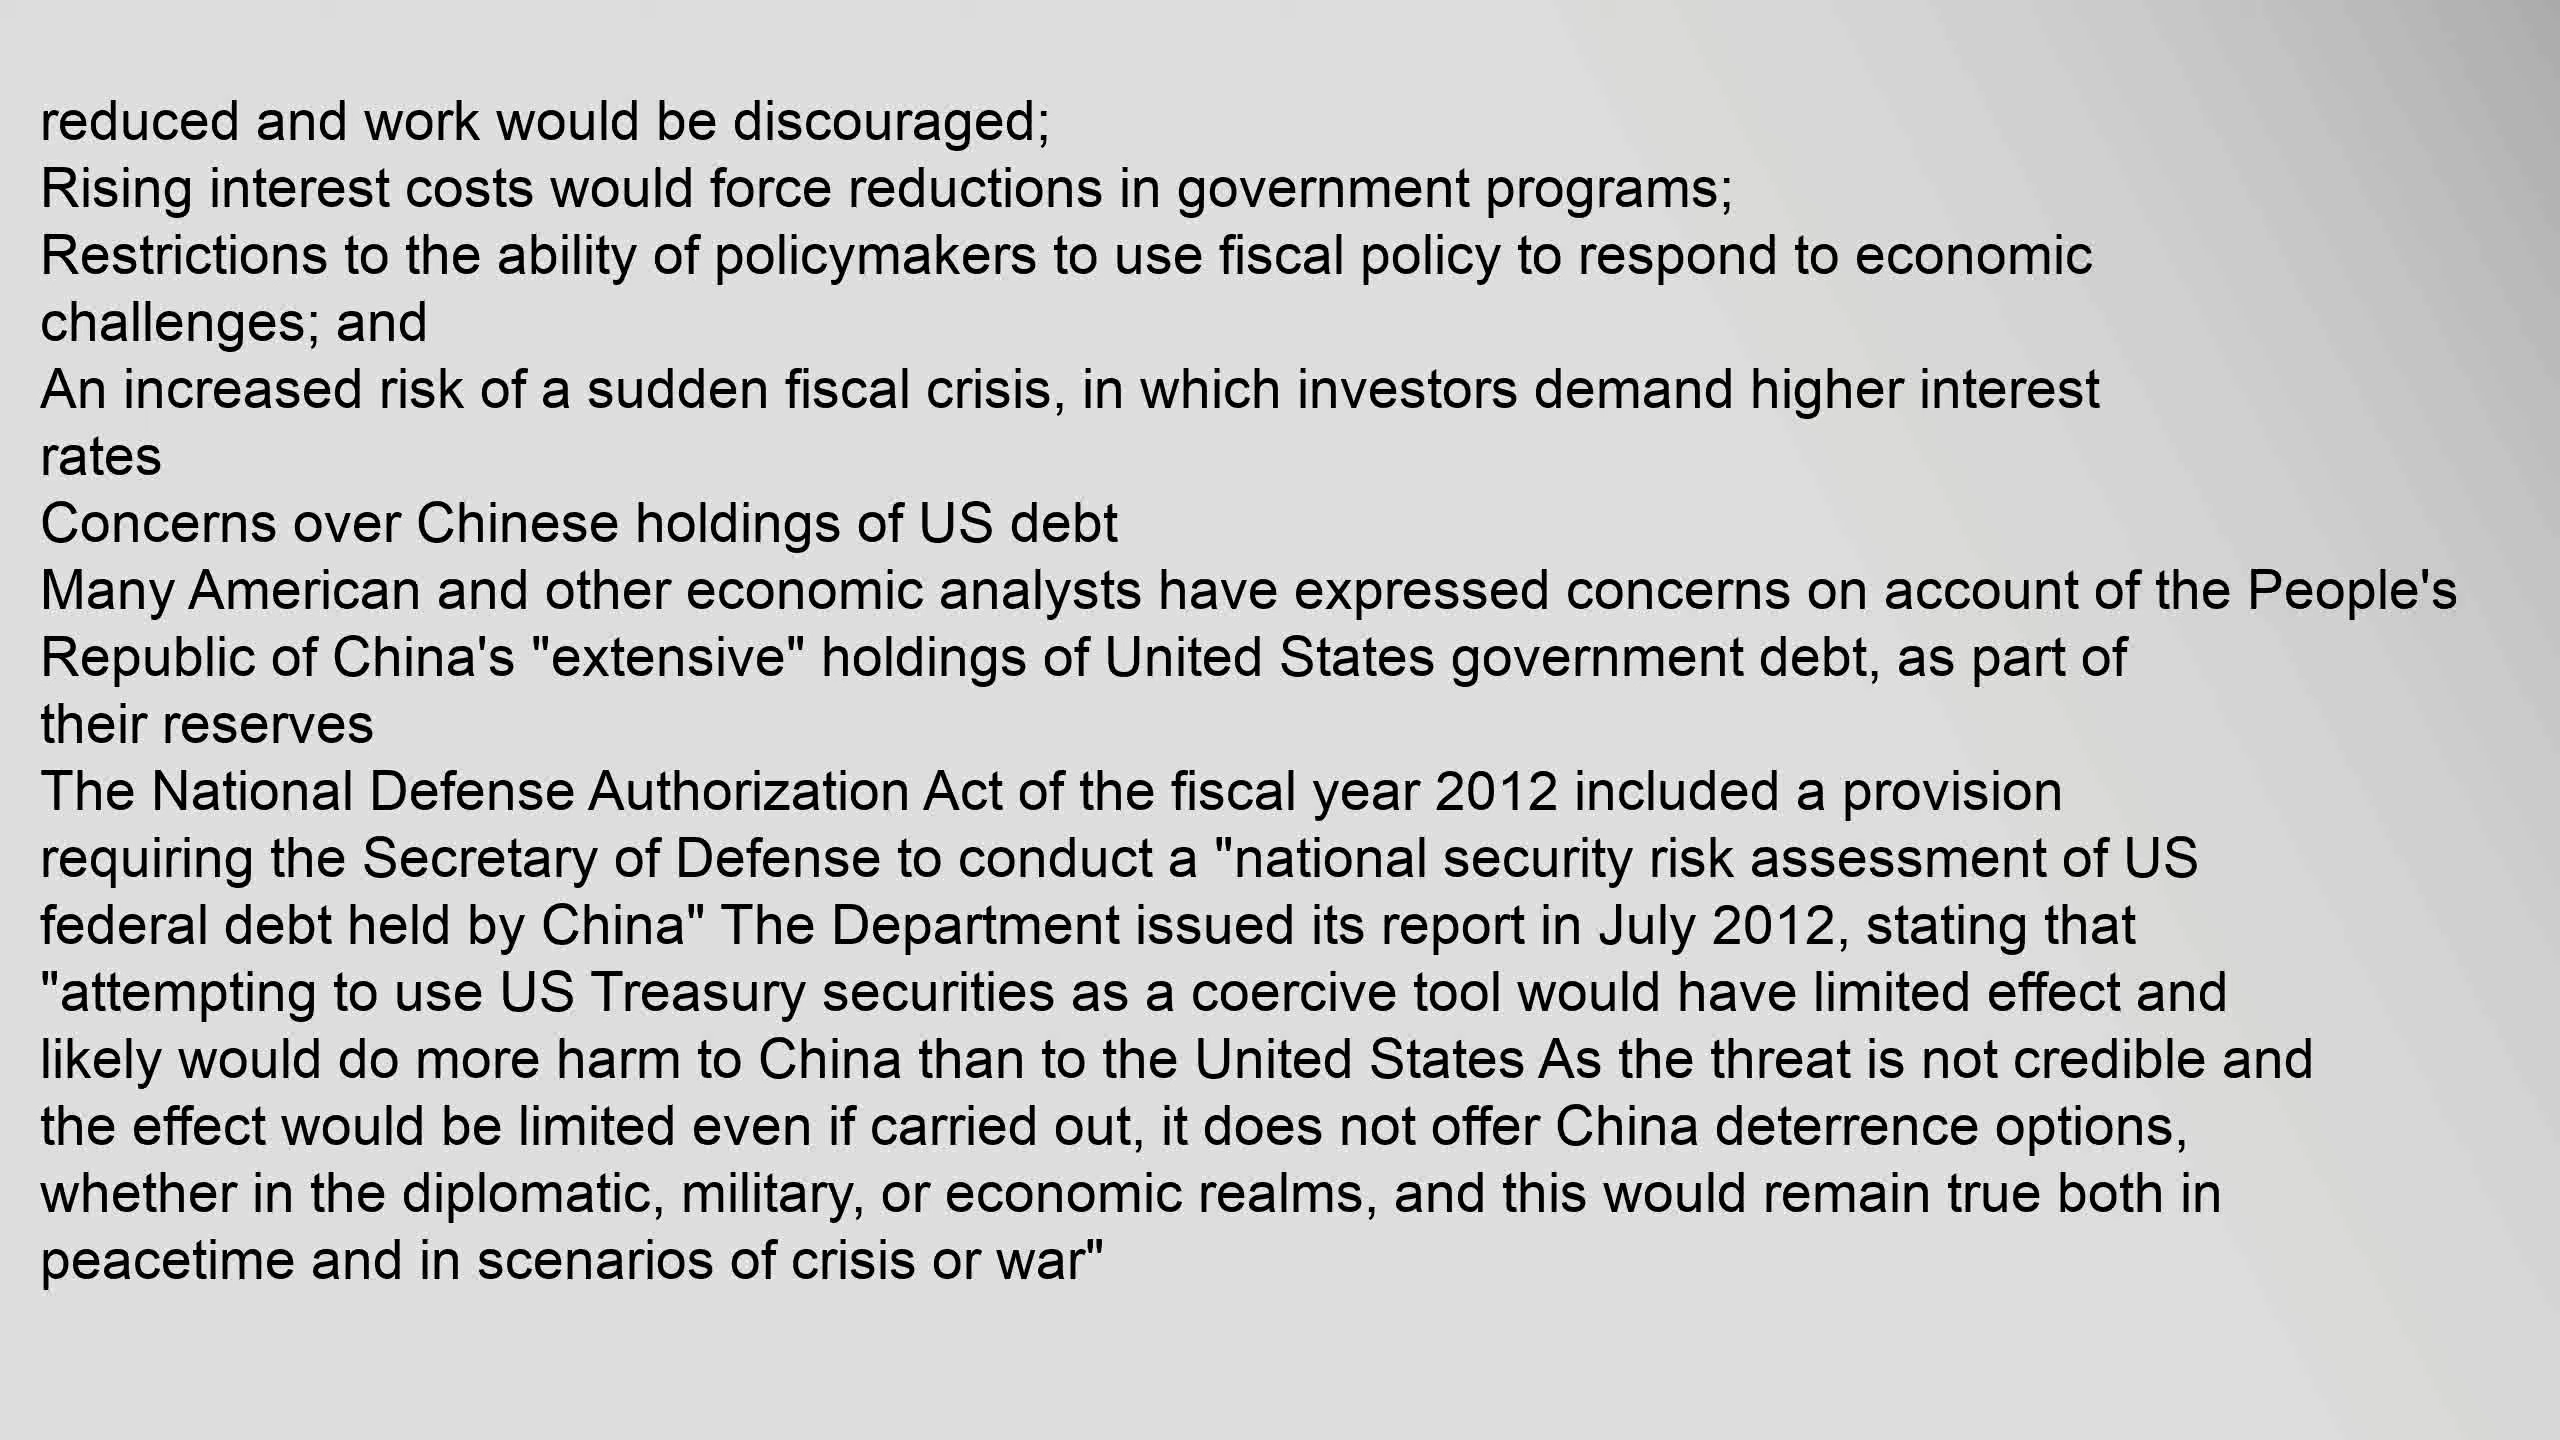 reduced and work would be discouraged;
Rising interest costs would force reductions in government programs;
Restrictions to the ability of policymakers to use fiscal policy to respond to economic
challenges; and
An increased risk of a sudden fiscal crisis, in which investors demand higher interest
rates
Concerns over Chinese holdings of US debt
Many American and other economic analysts have expressed concerns on account of the People's
Republic of China's "extensive" holdings of United States government debt, as part of
their reserves
The National Defense Authorization Act of the fiscal year 2012 included a provision
requiring the Secretary of Defense to conduct a "national security risk assessment of US
federal debt held by China" The Department issued its report in July 2012, stating that
"attempting to use US Treasury securities as a coercive tool would have limited effect and
likely would do more harm to China than to the United States As the threat is not credible and
the effect would be limited even if carried out, it does not offer China deterrence options,
whether in the diplomatic, military, or economic realms, and this would remain true both in
peacetime and in scenarios of crisis or war"